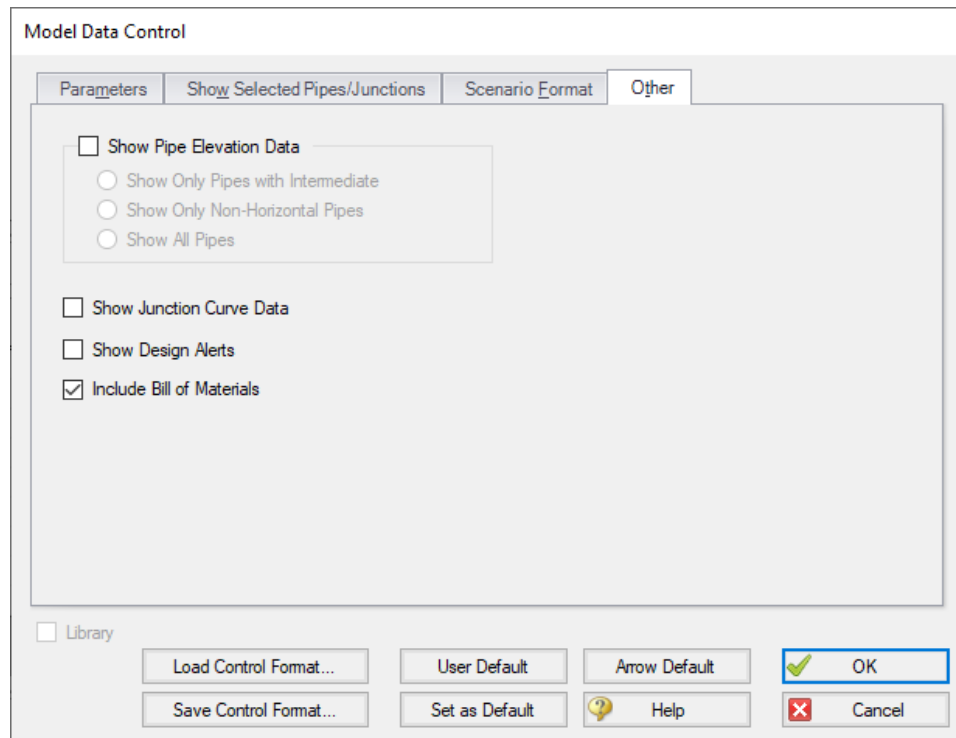 Model Data Control
Parameters Show Selected Pipes/Junctions Scenario Format Other
Show Pipe Elevation Data
Show Only Pipes with Intermediate
Show Only Non-Horizontal Pipes
Show All Pipes
Show Junction Curve Data
Show Design Alerts
Include Bill of Materials
Library
Load Control Format... User Default Arrow Default OK
Save Control Format... Set as Default Help Cancel